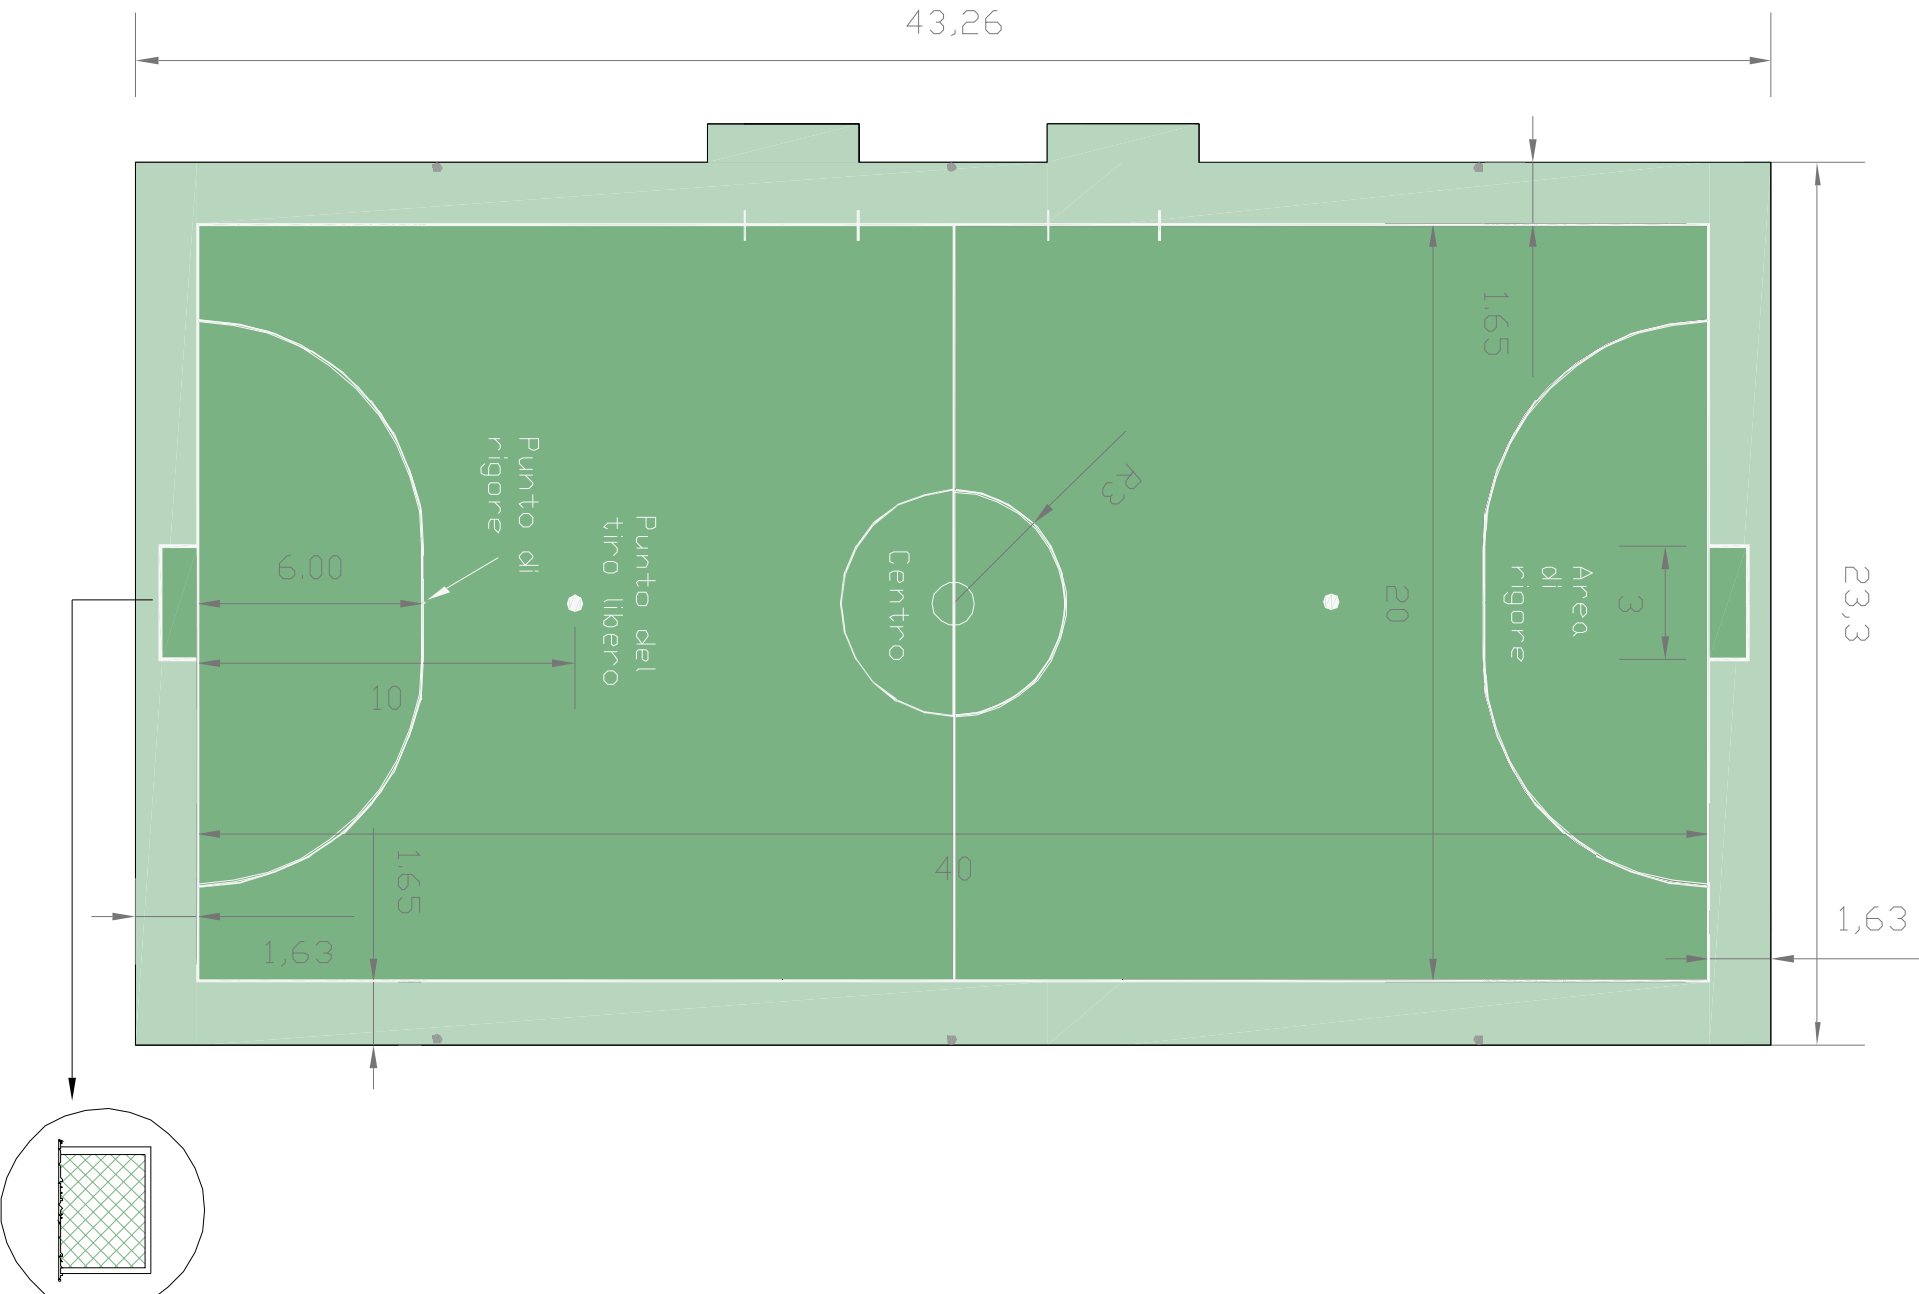 43,26
1.65
Punto di
rigore
R3
Punto del
tiro libero
Centro
6.00
20
Area
di
rigore
3
23,3
10
40
1.65
1,63
1,63